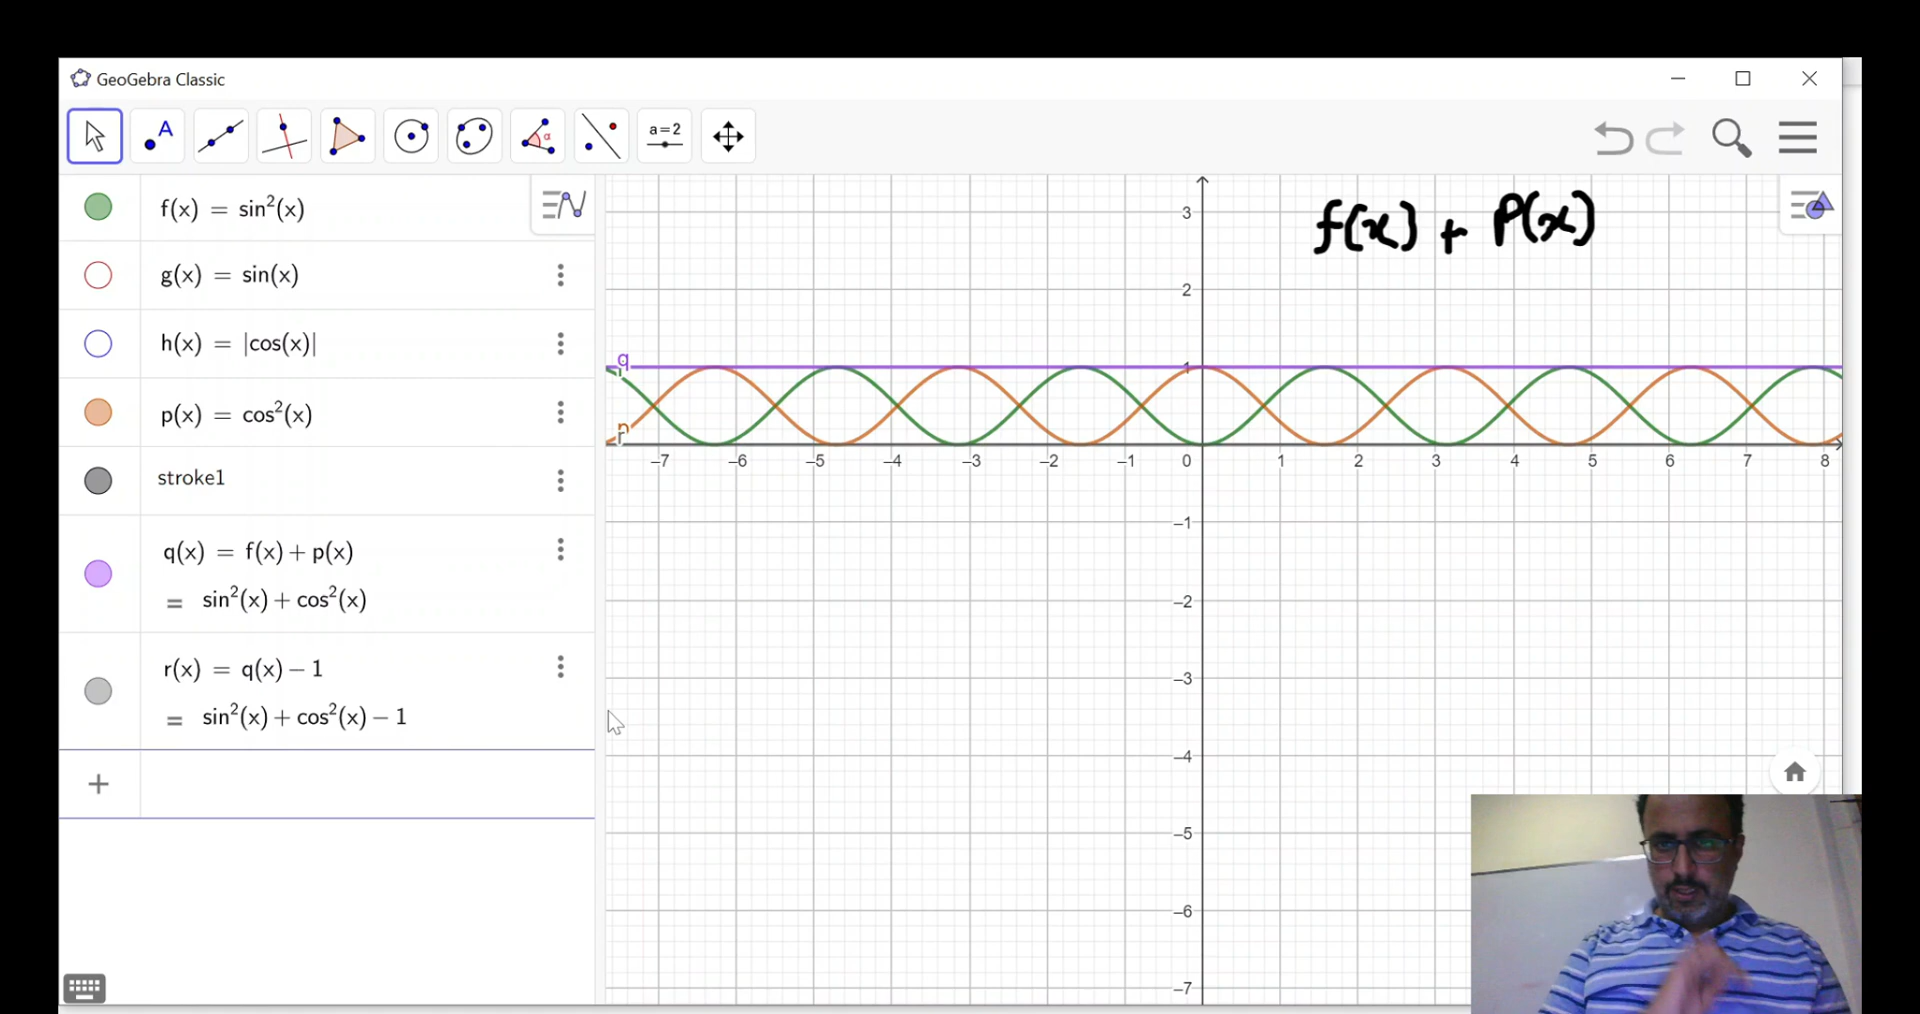 GeoGebra Classic
A
α
a=2
f(x) = sin²(x)
g(x) = sin(x)
h(x) = |cos(x)|
p(x) = cos²(x)
stroke1
q(x) = f(x) + p(x)
= sin²(x) + cos²(x)
r(x) = q(x) − 1
= sin²(x) + cos²(x) − 1
+
f(x) + P(x)
3
2
1
q
p
r
−7 −6 −5 −4 −3 −2 −1 0 1 2 3 4 5 6 7 8
−1
−2
−3
−4
−5
−6
−7